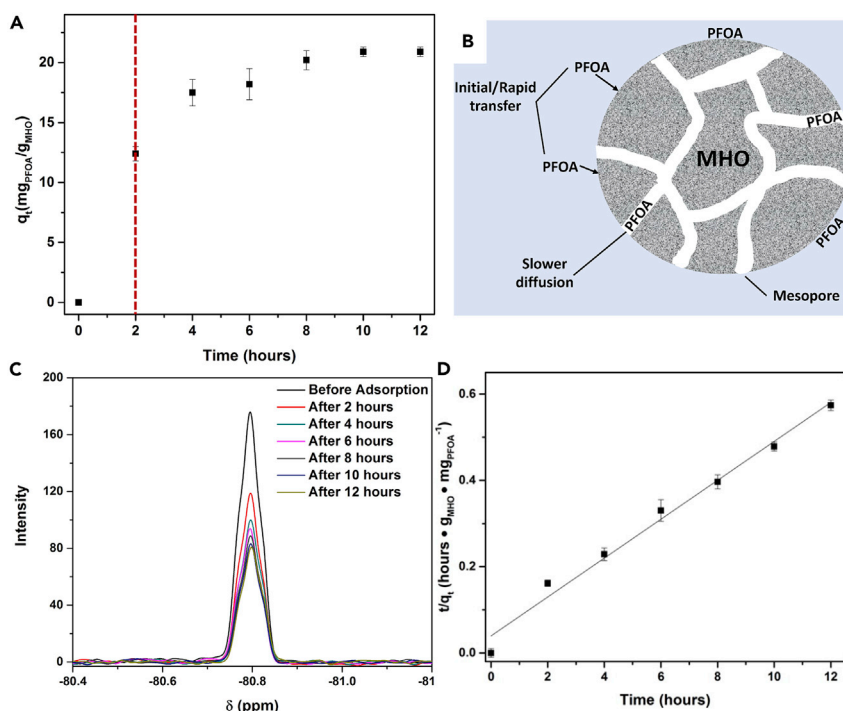 A
q_t(mg_PFOA/g_MHO)
20
15
10
5
0
0 2 4 6 8 10 12
Time (hours)
B
PFOA
Initial/Rapid
transfer
PFOA
PFOA
MHO
PFOA
PFOA
PFOA
Slower
diffusion
Mesopore
C
Intensity
200
160
120
80
40
0
Before Adsorption
After 2 hours
After 4 hours
After 6 hours
After 8 hours
After 10 hours
After 12 hours
-80.4 -80.6 -80.8 -81.0 -81
δ (ppm)
D
t/q_t (hours • g_MHO • mg_PFOA^-1)
0.6
0.4
0.2
0.0
0 2 4 6 8 10 12
Time (hours)